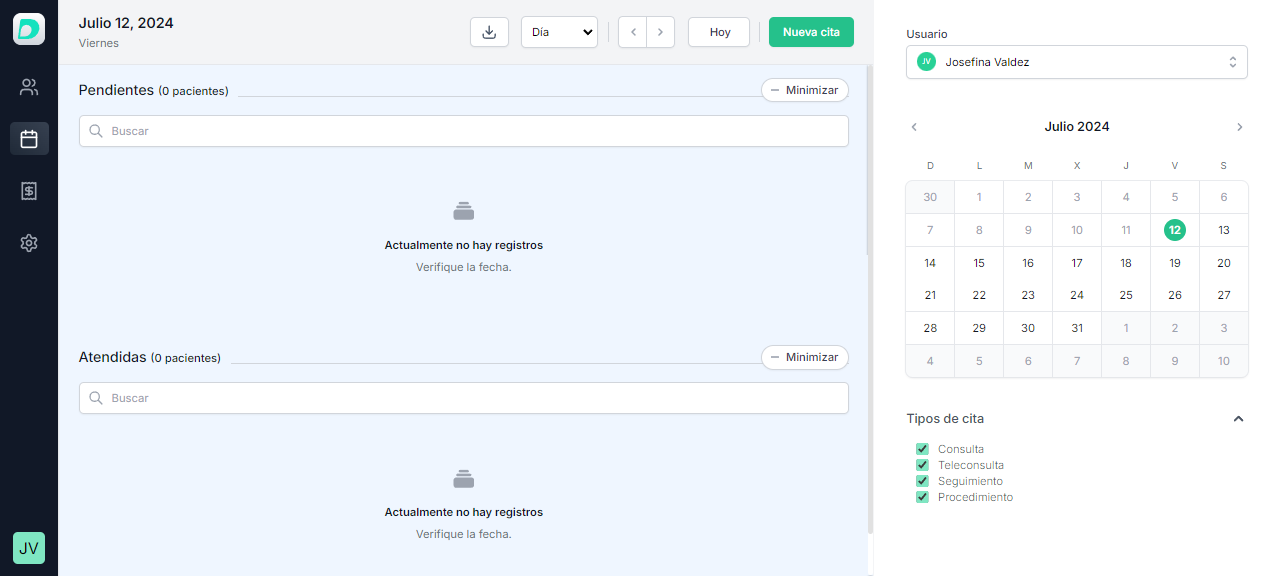 Julio 12, 2024
Viernes
Día
Hoy
Nueva cita
Pendientes (0 pacientes)
Minimizar
Buscar
Actualmente no hay registros
Verifique la fecha.
Atendidas (0 pacientes)
Minimizar
Buscar
Actualmente no hay registros
Verifique la fecha.
JV
Usuario
JV Josefina Valdez
Julio 2024
D L M X J V S
30 1 2 3 4 5 6
7 8 9 10 11 12 13
14 15 16 17 18 19 20
21 22 23 24 25 26 27
28 29 30 31 1 2 3
4 5 6 7 8 9 10
Tipos de cita
Consulta
Teleconsulta
Seguimiento
Procedimiento